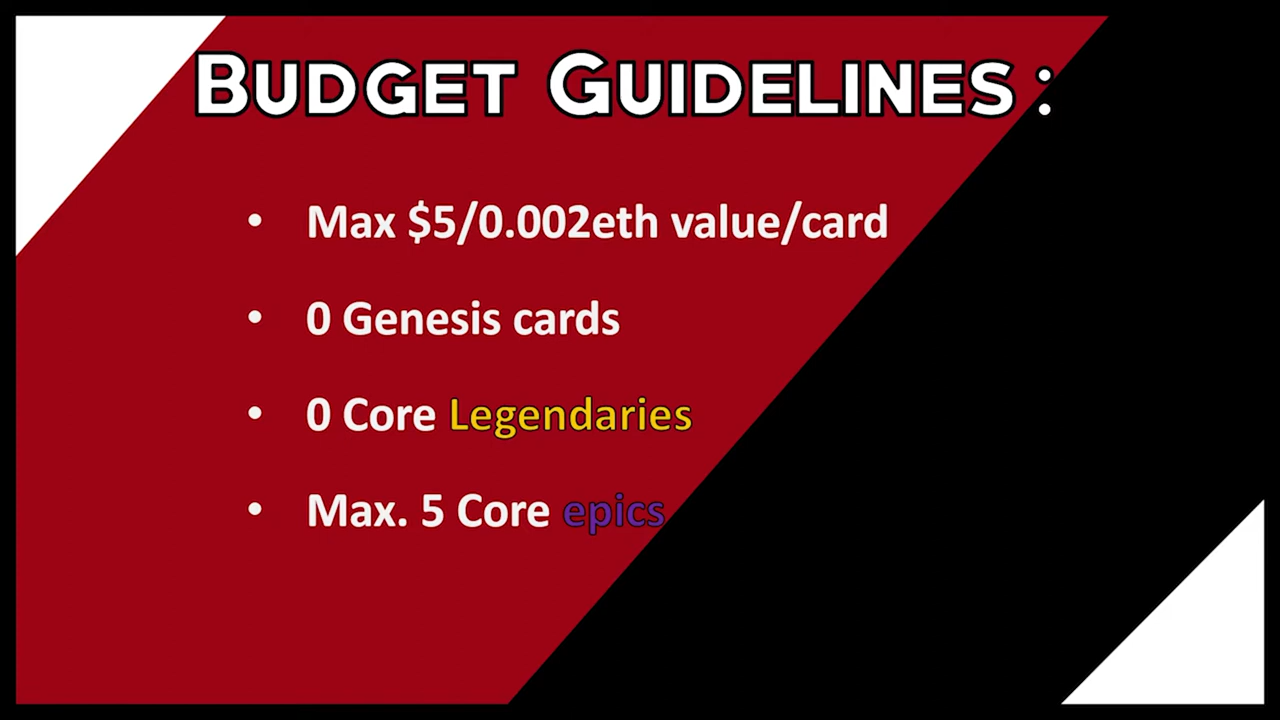 Budget Guidelines:
• Max $5/0.002eth value/card
• 0 Genesis cards
• 0 Core Legendaries
• Max. 5 Core epics